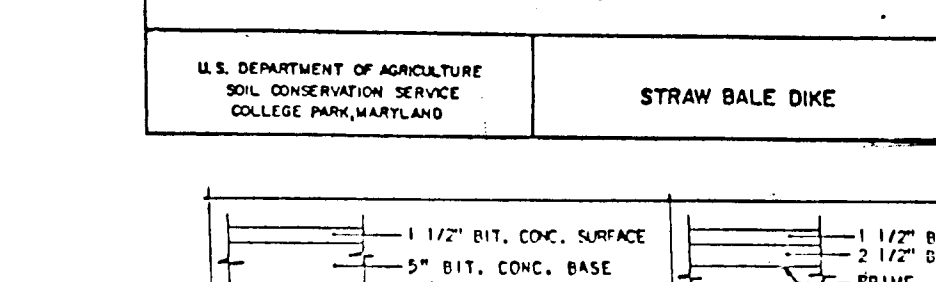 U.S. DEPARTMENT OF AGRICULTURE
SOIL CONSERVATION SERVICE
COLLEGE PARK, MARYLAND
STRAW BALE DIKE
1 1/2" BIT. CONC. SURFACE
5" BIT. CONC. BASE
1 1/2" B
2 1/2" B
PRIME